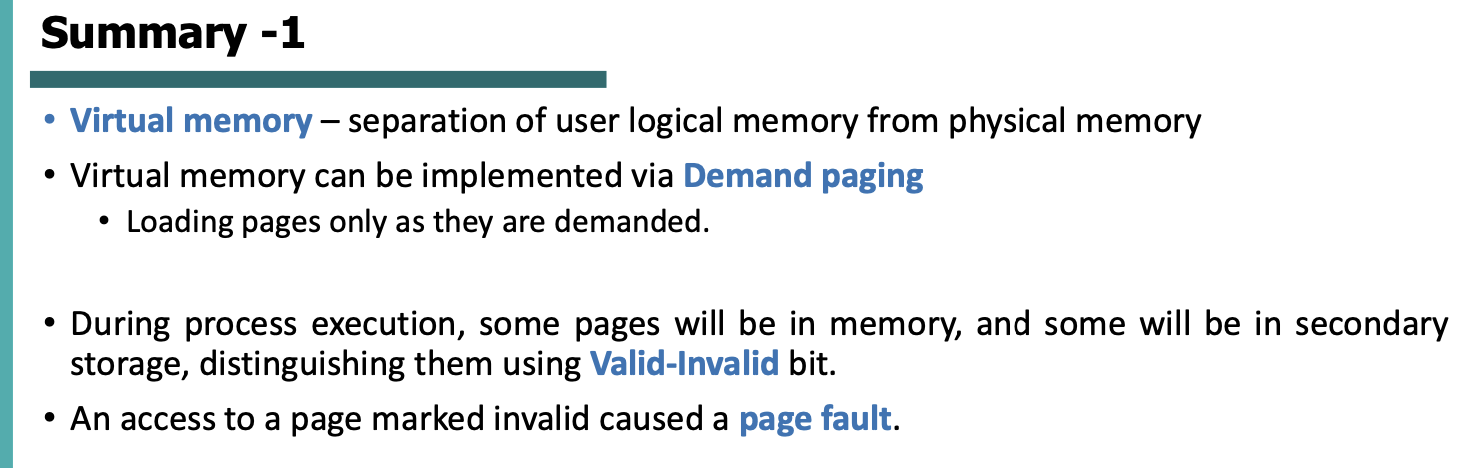 Summary -1
• Virtual memory – separation of user logical memory from physical memory
• Virtual memory can be implemented via Demand paging
• Loading pages only as they are demanded.
• During process execution, some pages will be in memory, and some will be in secondary
storage, distinguishing them using Valid-Invalid bit.
• An access to a page marked invalid caused a page fault.